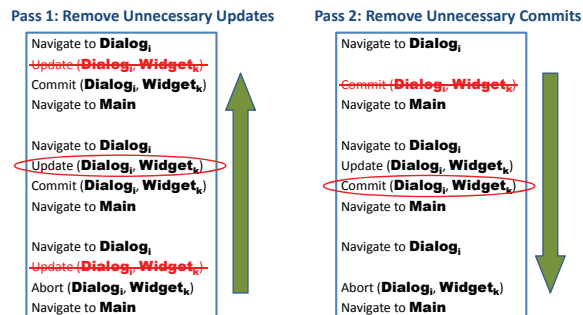 Pass 1: Remove Unnecessary Updates
Navigate to Dialogi
Update (Dialogi, Widgetk)
Commit (Dialogi, Widgetk)
Navigate to Main
Navigate to Dialogi
Update (Dialogi, Widgetk)
Commit (Dialogi, Widgetk)
Navigate to Main
Navigate to Dialogi
Update (Dialogi, Widgetk)
Abort (Dialogi, Widgetk)
Navigate to Main
Pass 2: Remove Unnecessary Commits
Navigate to Dialogi
Commit (Dialogi, Widgetk)
Navigate to Main
Navigate to Dialogi
Update (Dialogi, Widgetk)
Commit (Dialogi, Widgetk)
Navigate to Main
Navigate to Dialogi
Abort (Dialogi, Widgetk)
Navigate to Main